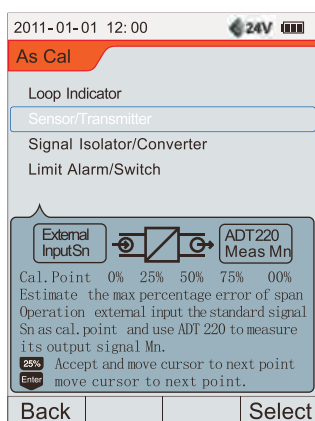 2011-01-01 12:00 24V
As Cal
Loop Indicator
Sensor/Transmitter
Signal Isolator/Converter
Limit Alarm/Switch
External InputSn ADT220 Meas Mn
Cal.Point 0% 25% 50% 75% 00%
Estimate the max percentage error of span
Operation external input the standard signal
Sn as cal. point and use ADT 220 to measure
its output signal Mn.
25% Accept and move cursor to next point
Enter move cursor to next point.
Back Select